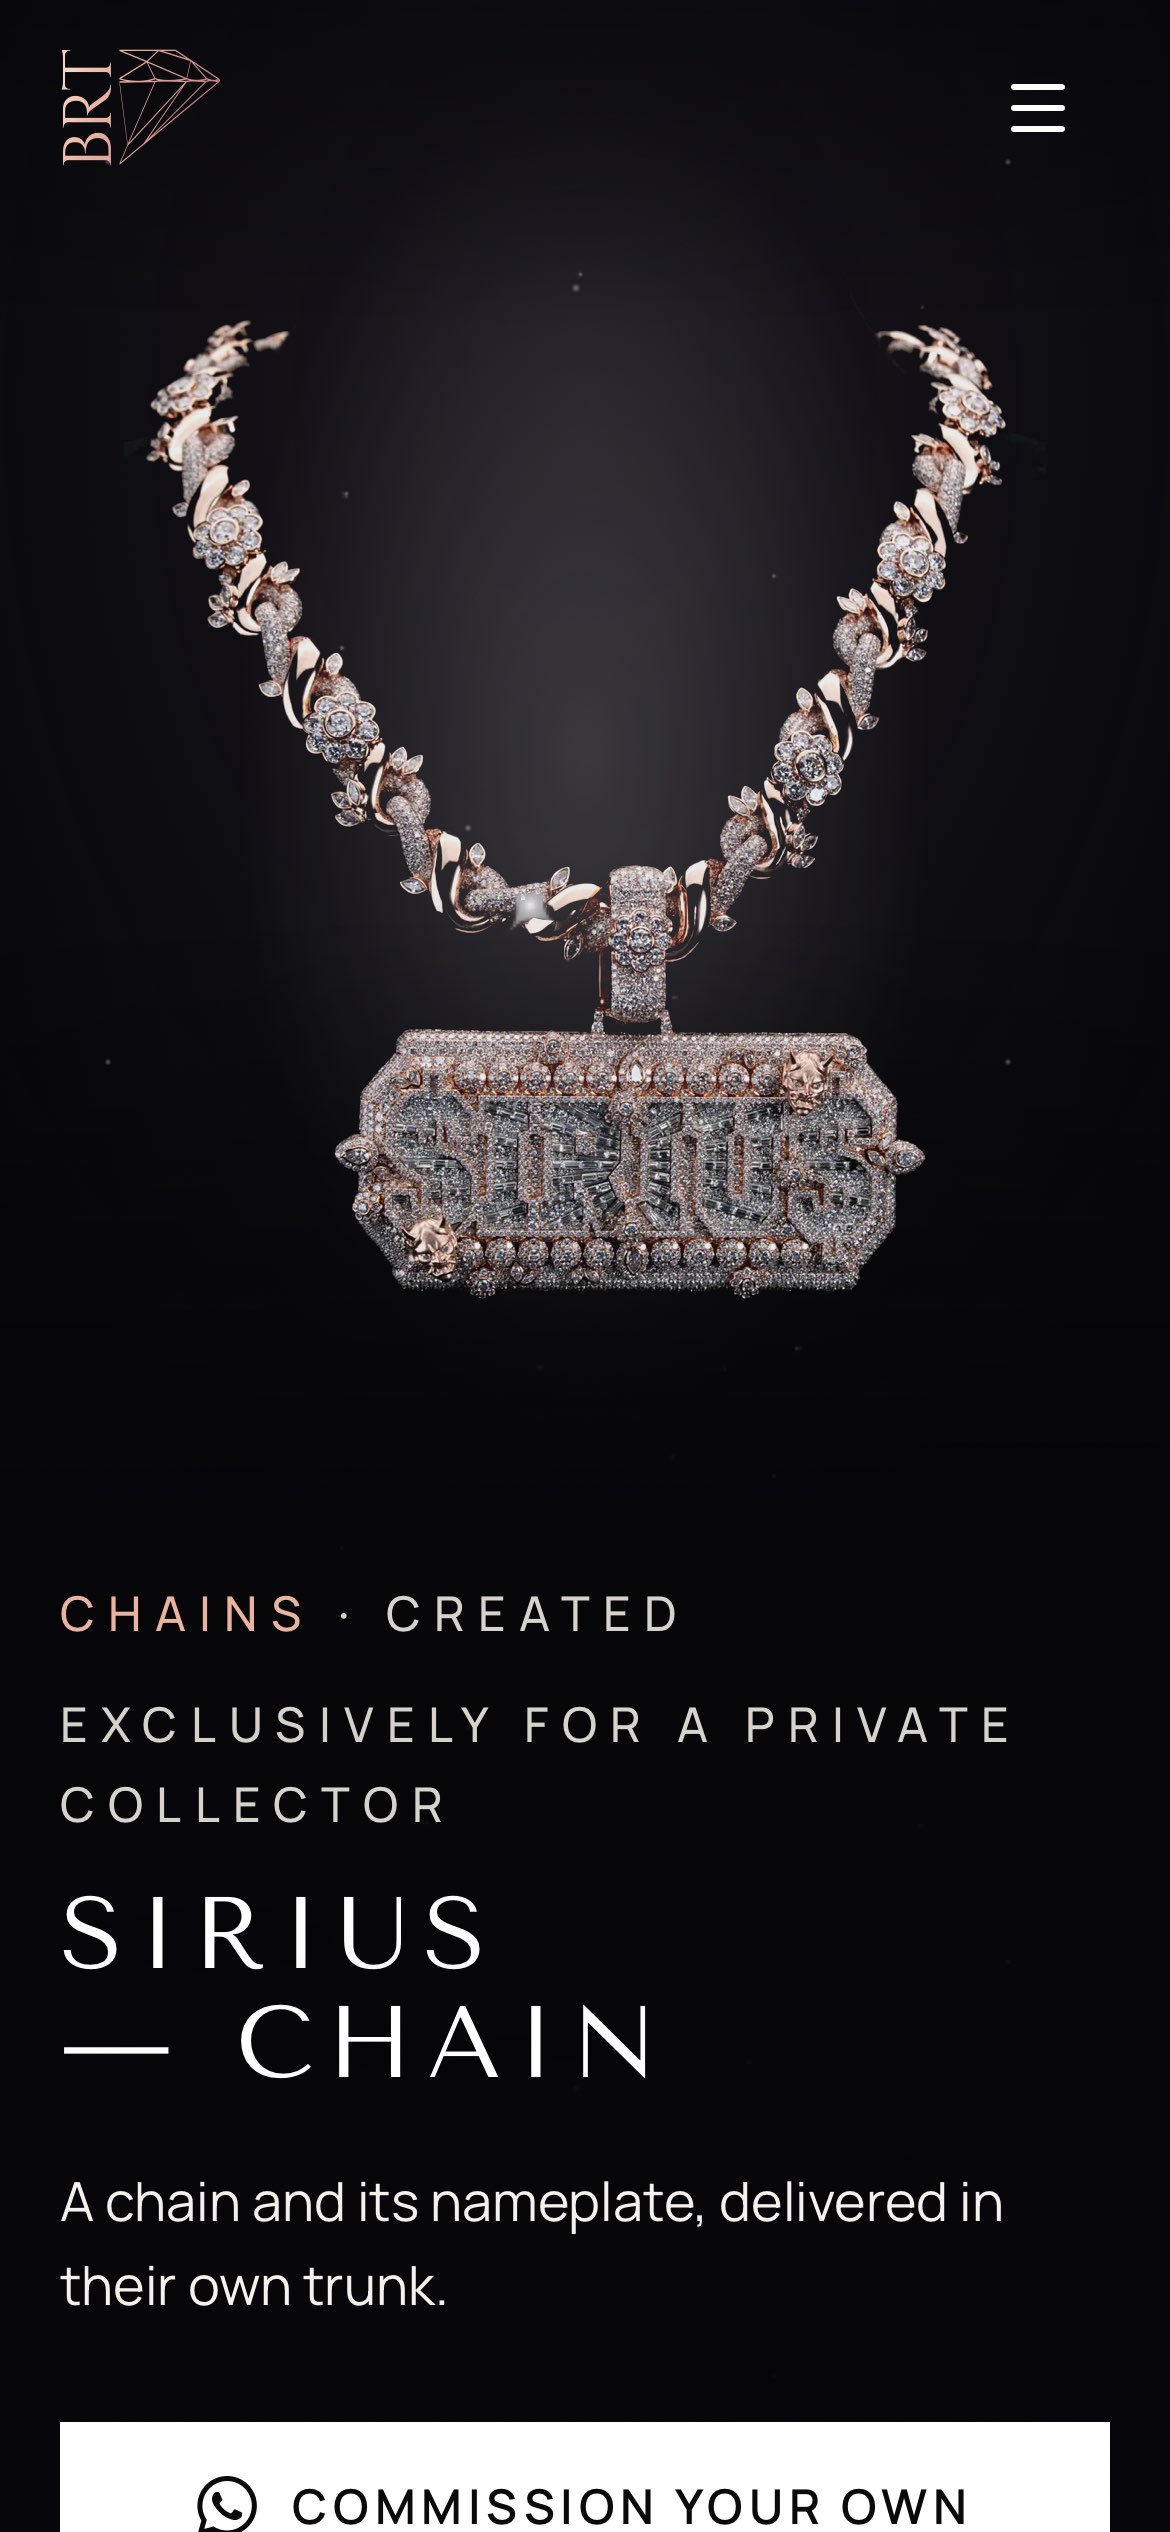 BRT
SIRIUS
CHAINS · CREATED
EXCLUSIVELY FOR A PRIVATE
COLLECTOR
SIRIUS
— CHAIN
A chain and its nameplate, delivered in
their own trunk.
COMMISSION YOUR OWN